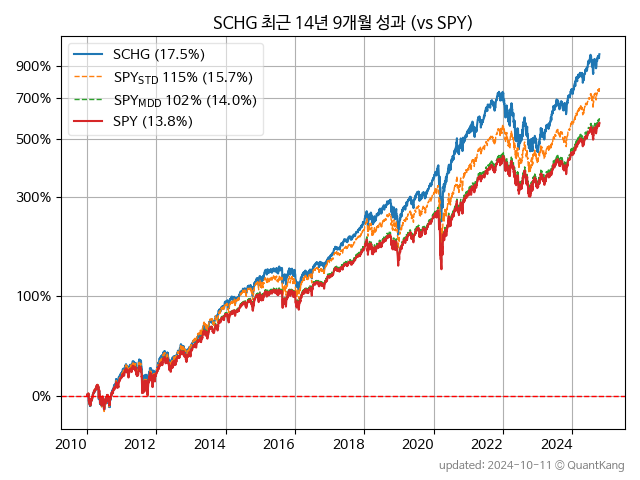 SCHG 최근 14년 9개월 성과 (vs SPY)
SCHG (17.5%)
SPY_STD 115% (15.7%)
SPY_MDD 102% (14.0%)
SPY (13.8%)
900%
700%
500%
300%
100%
0%
2010 2012 2014 2016 2018 2020 2022 2024
updated: 2024-10-11 © QuantKang